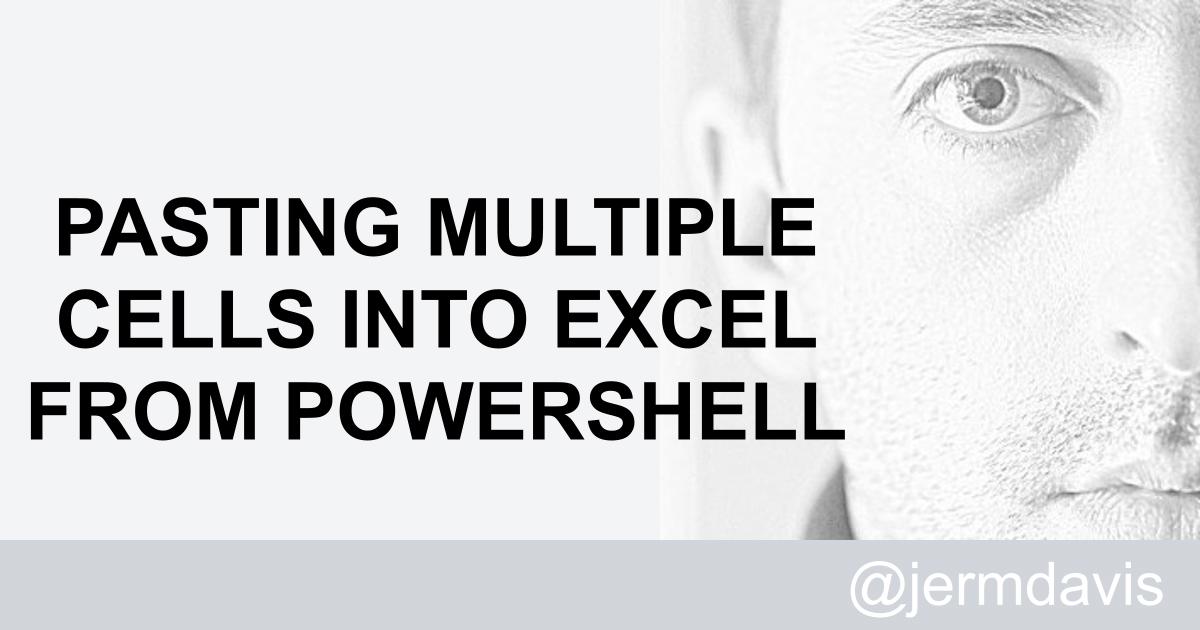 PASTING MULTIPLE
CELLS INTO EXCEL
FROM POWERSHELL
@jermdavis